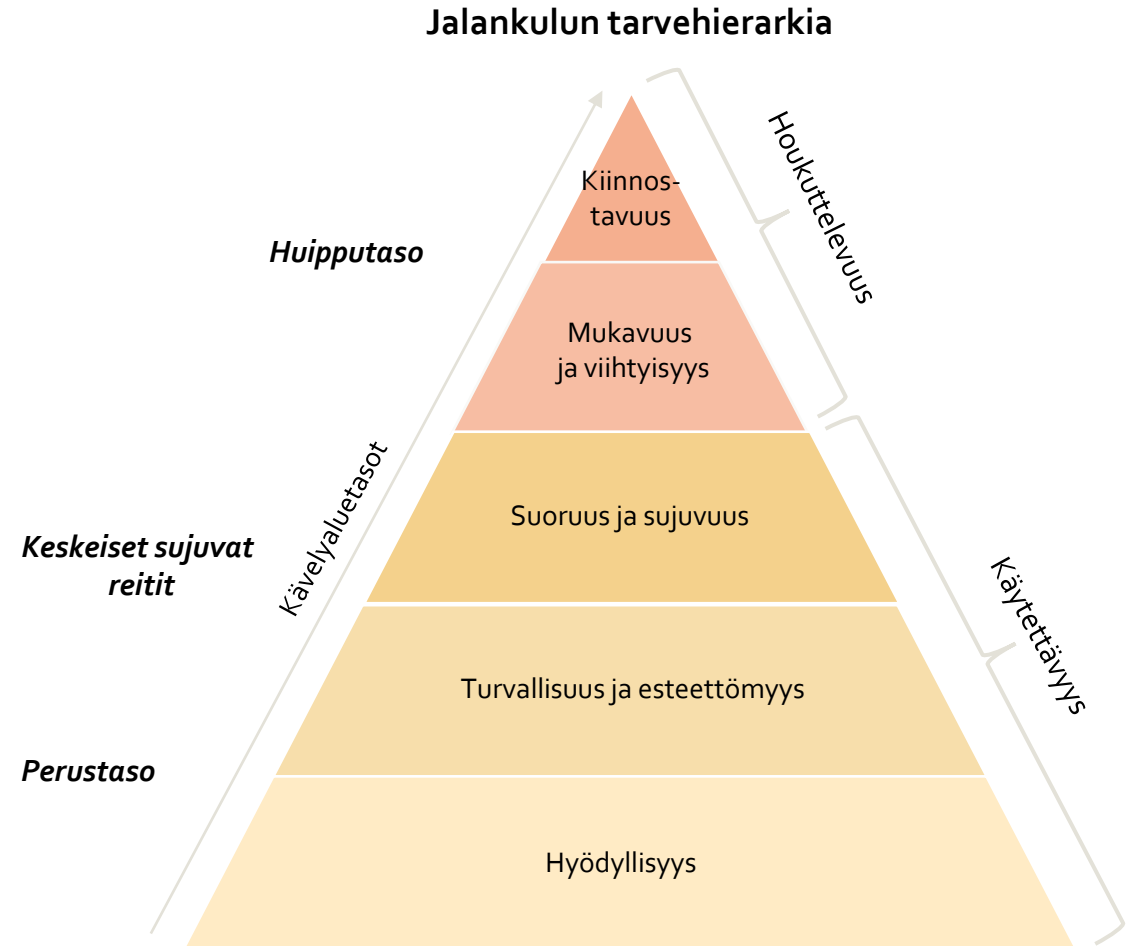 Jalankulun tarvehierarkia
Houkuttelevuus
Kiinnos-
tavuus
Huipputaso
Mukavuus
ja viihtyisyys
Kävelyaluetasot
Suoruus ja sujuvuus
Keskeiset sujuvat
reitit
Käytettävyys
Turvallisuus ja esteettömyys
Perustaso
Hyödyllisyys